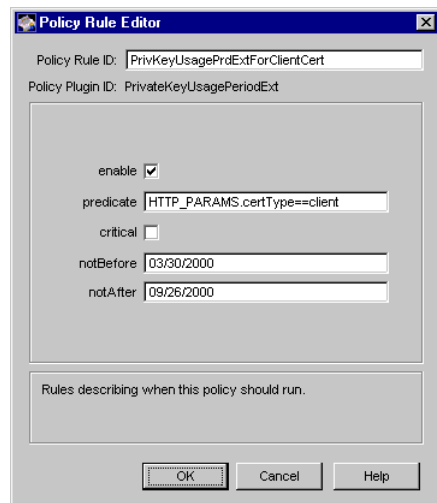 Policy Rule Editor
Policy Rule ID: PrivKeyUsagePrdExtForClientCert
Policy Plugin ID: PrivateKeyUsagePeriodExt
enable
predicate HTTP_PARAMS.certType==client
critical
notBefore 03/30/2000
notAfter 09/26/2000
Rules describing when this policy should run.
OK Cancel Help